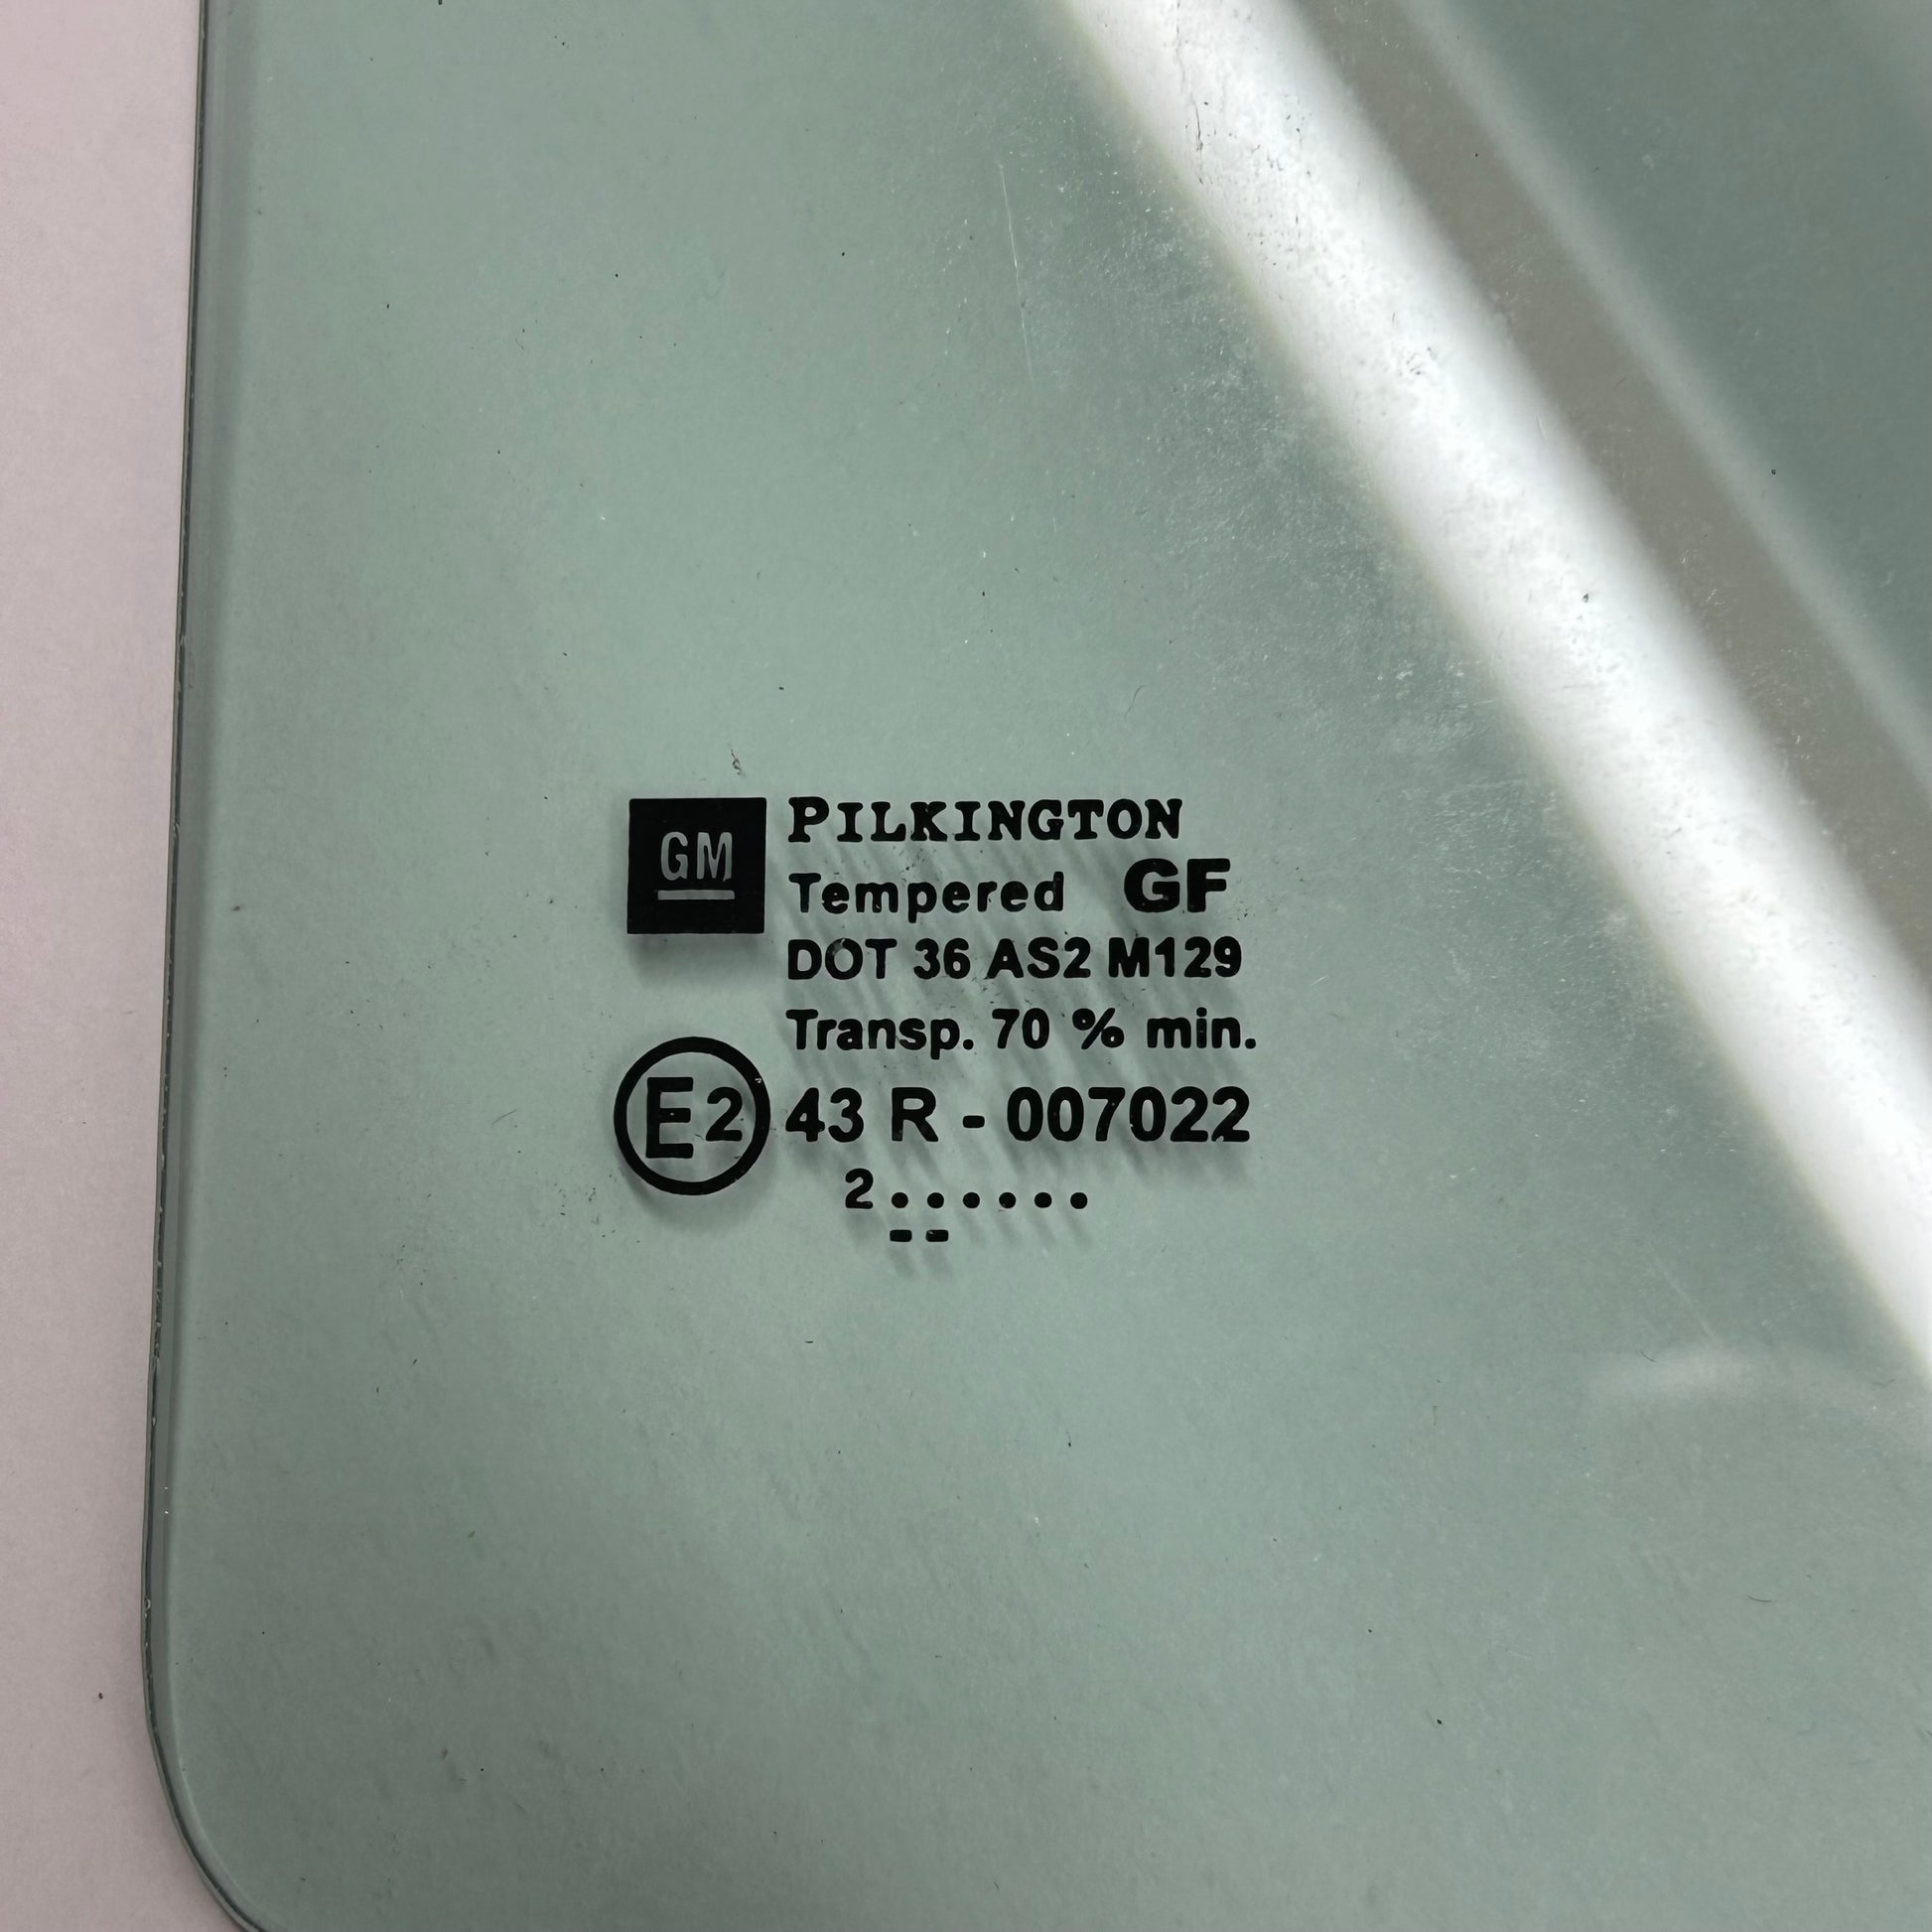 GM
PILKINGTON
Tempered GF
DOT 36 AS2 M129
Transp. 70 % min.
E2 43 R - 007022
2......
--